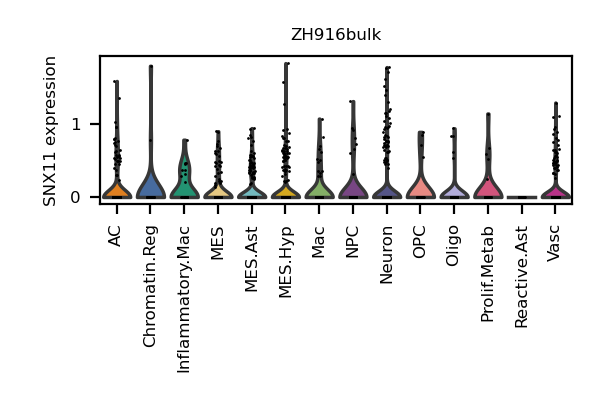 ZH916bulk
SNX11 expression
1
0
AC
Chromatin.Reg
Inflammatory.Mac
MES
MES.Ast
MES.Hyp
Mac
NPC
Neuron
OPC
Oligo
Prolif.Metab
Reactive.Ast
Vasc